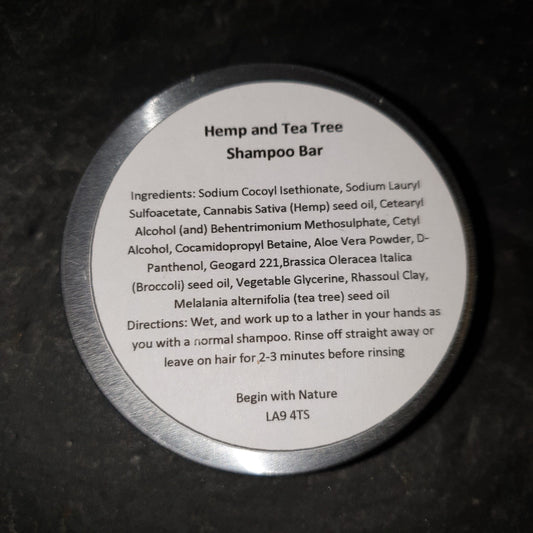 Hemp and Tea Tree
Shampoo Bar
Ingredients: Sodium Cocoyl Isethionate, Sodium Lauryl
Sulfoacetate, Cannabis Sativa (Hemp) seed oil, Cetearyl
Alcohol (and) Behentrimonium Methosulphate, Cetyl
Alcohol, Cocamidopropyl Betaine, Aloe Vera Powder, D-
Panthenol, Geogard 221,Brassica Oleracea Italica
(Broccoli) seed oil, Vegetable Glycerine, Rhassoul Clay,
Melalania alternifolia (tea tree) seed oil
Directions: Wet, and work up to a lather in your hands as
you with a normal shampoo. Rinse off straight away or
leave on hair for 2-3 minutes before rinsing
Begin with Nature
LA9 4TS